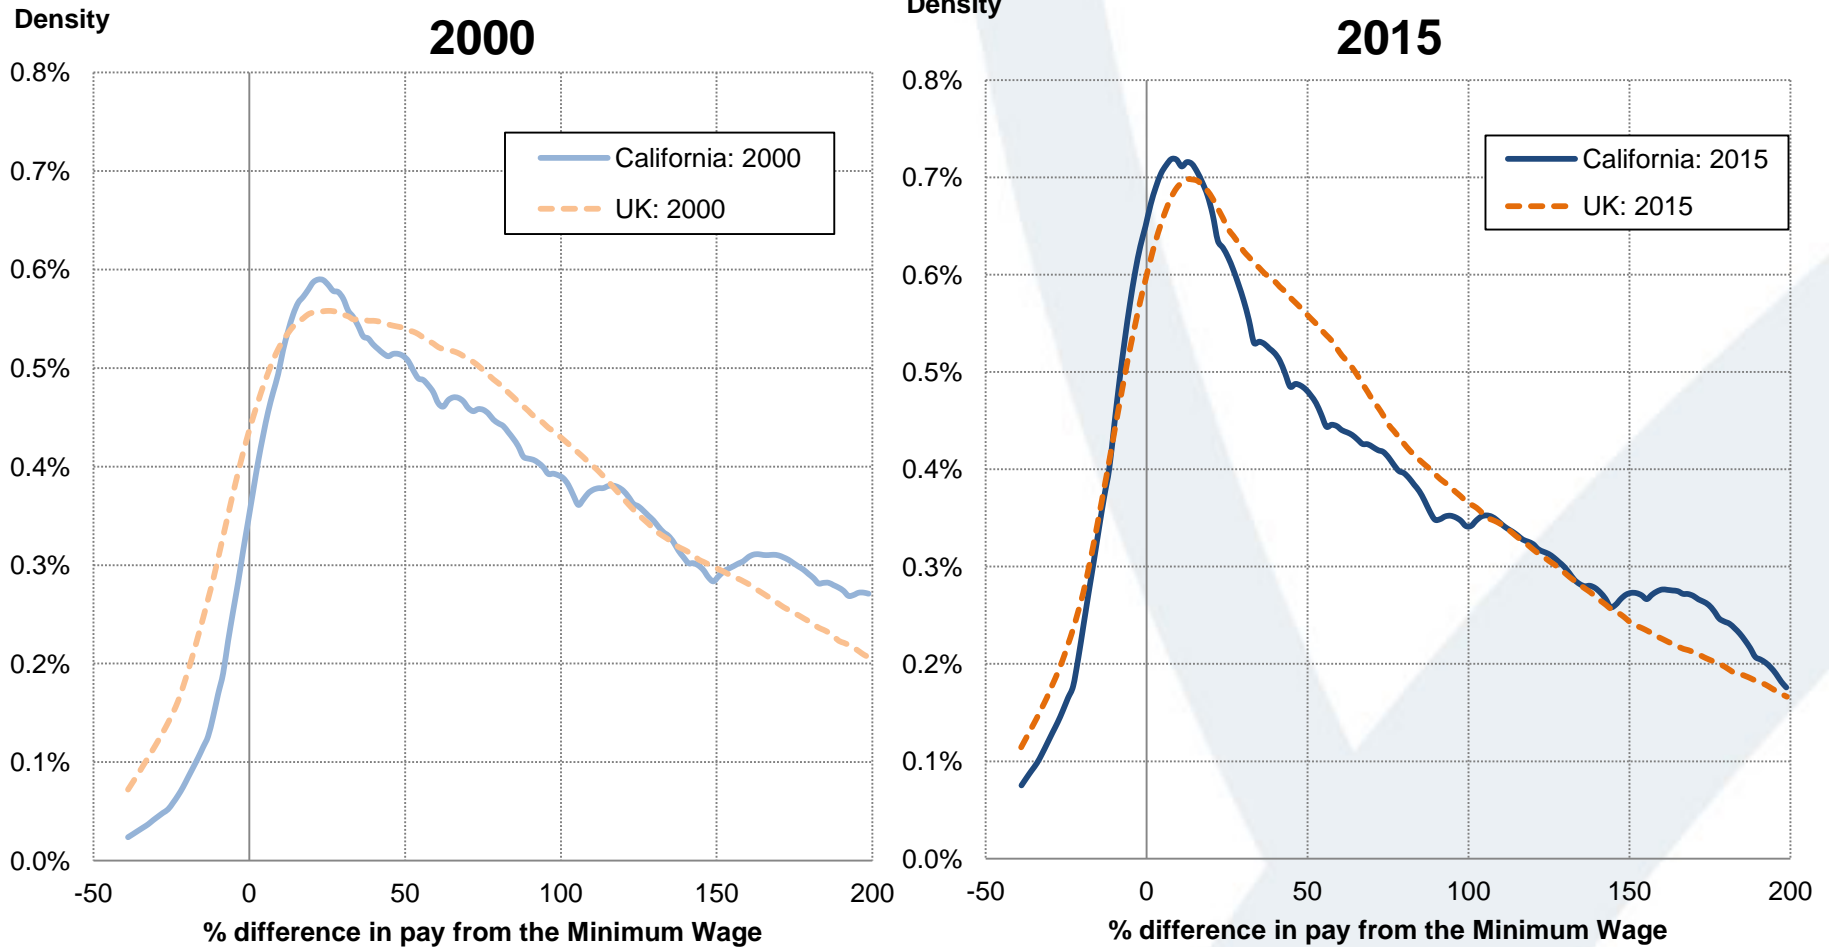 Density
2000
0.8%
0.7%
0.6%
0.5%
0.4%
0.3%
0.2%
0.1%
0.0%
California: 2000
UK: 2000
-50 0 50 100 150 200
% difference in pay from the Minimum Wage
Density
2015
0.8%
0.7%
0.6%
0.5%
0.4%
0.3%
0.2%
0.1%
0.0%
California: 2015
UK: 2015
-50 0 50 100 150 200
% difference in pay from the Minimum Wage